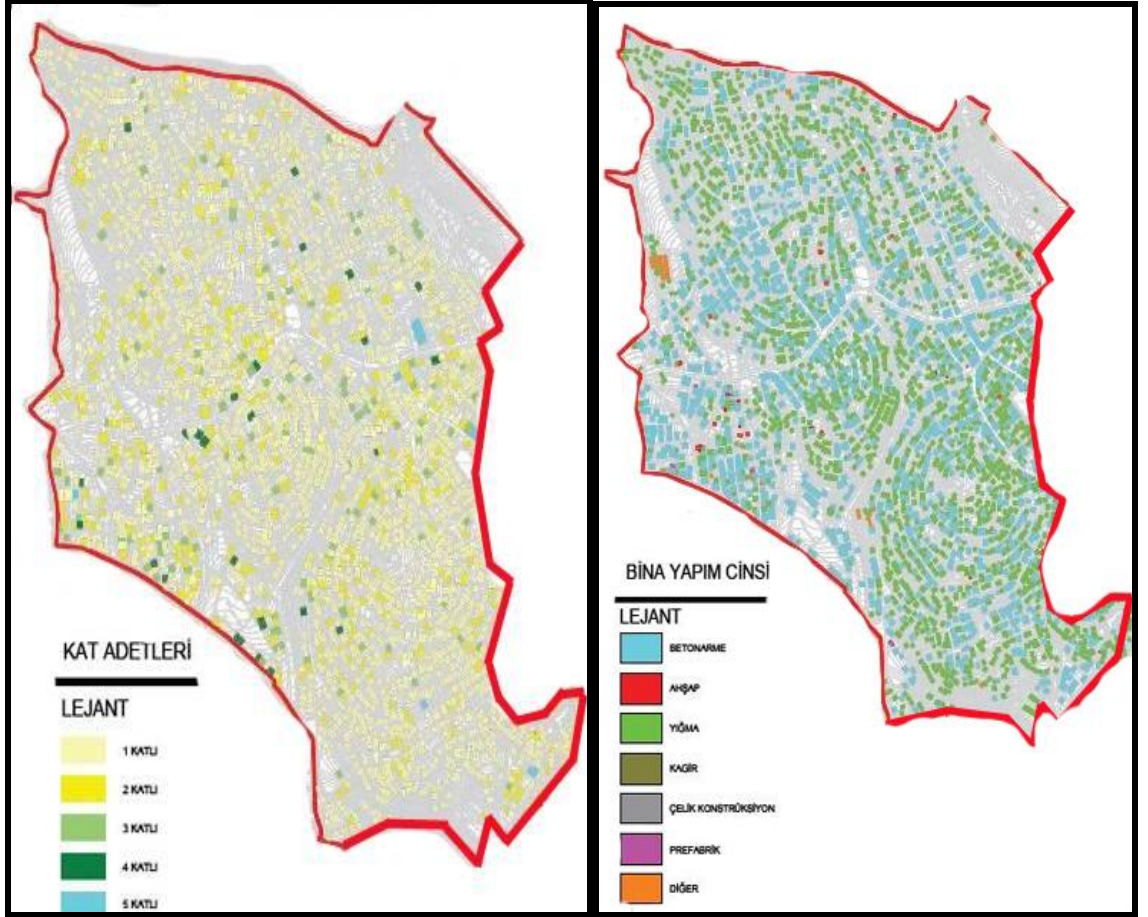 KAT ADETLERİ
LEJANT
1 KATLI
2 KATLI
3 KATLI
4 KATLI
5 KATLI
BİNA YAPIM CİNSİ
LEJANT
BETONARME
AHŞAP
YIĞMA
KAGİR
ÇELİK KONSTRÜKSİYON
PREFABRİK
DİĞER